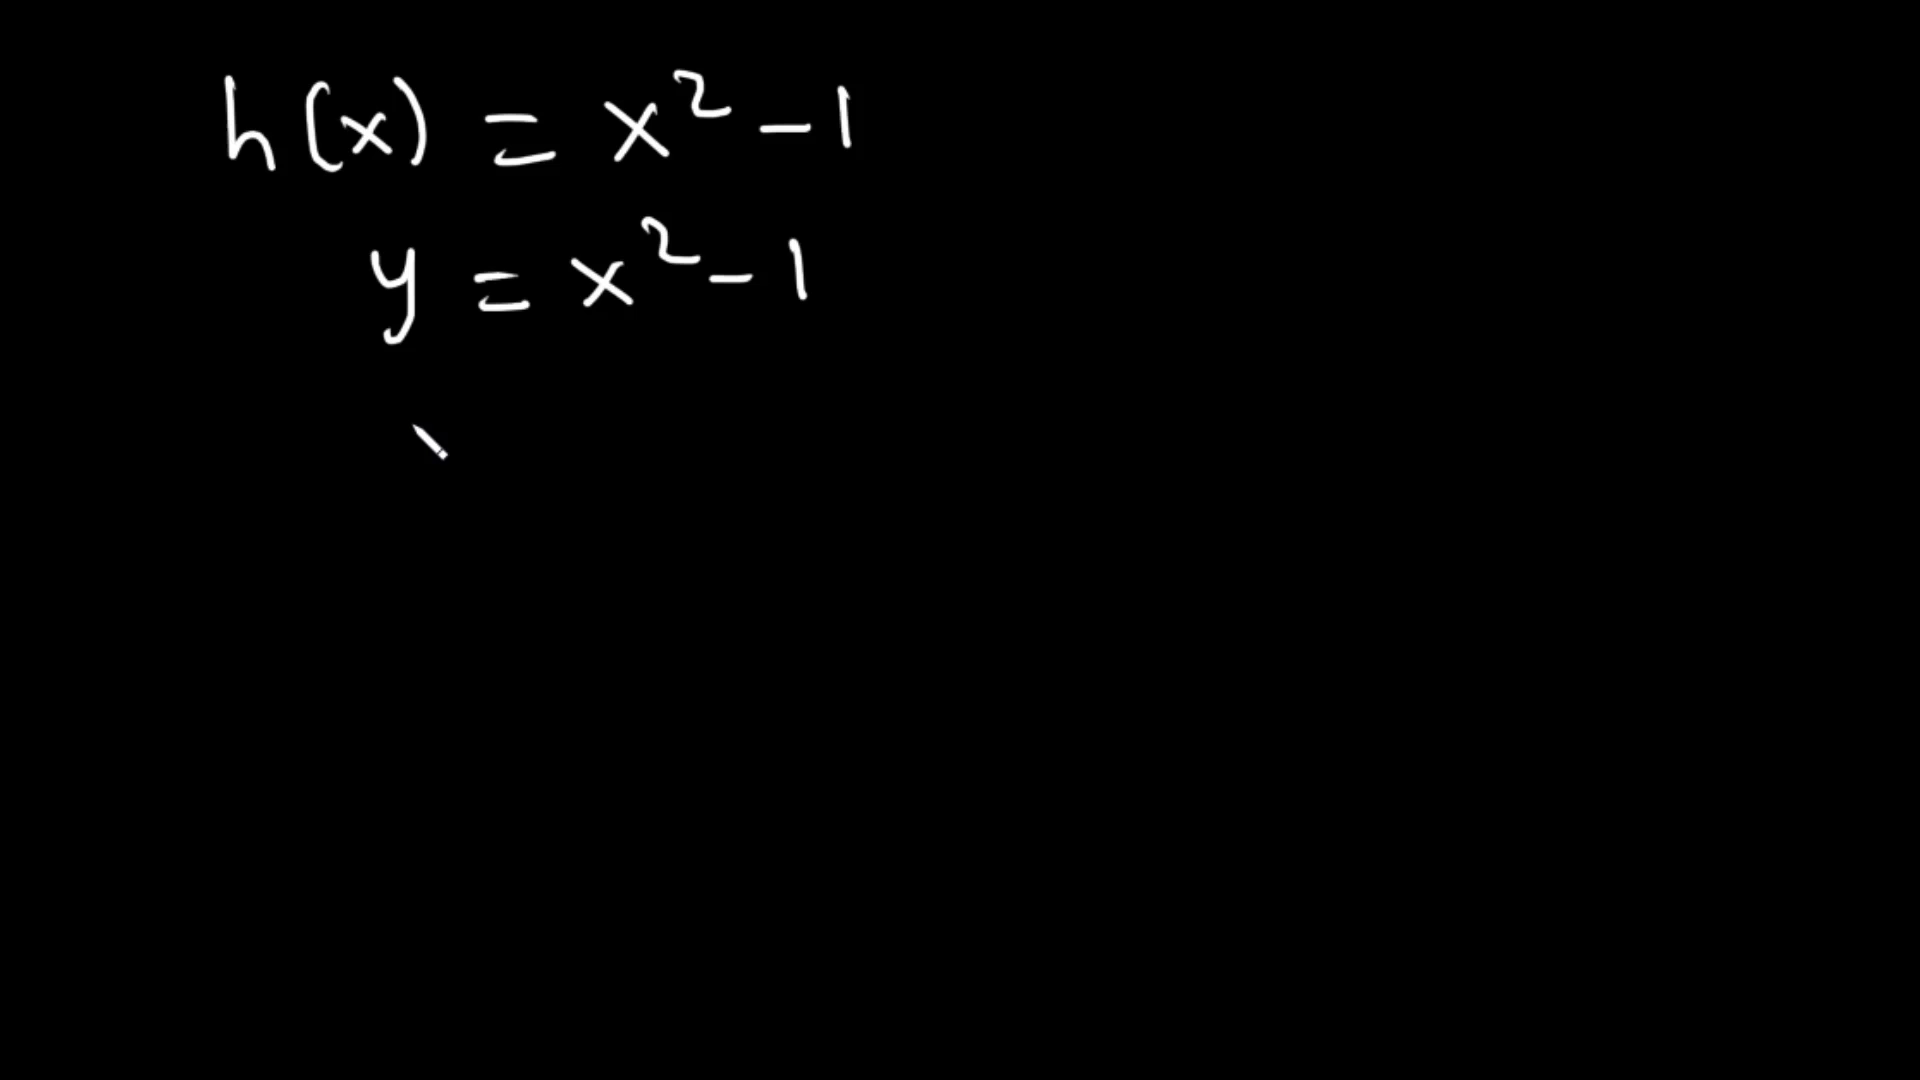 h(x) = x² - 1
y = x² - 1